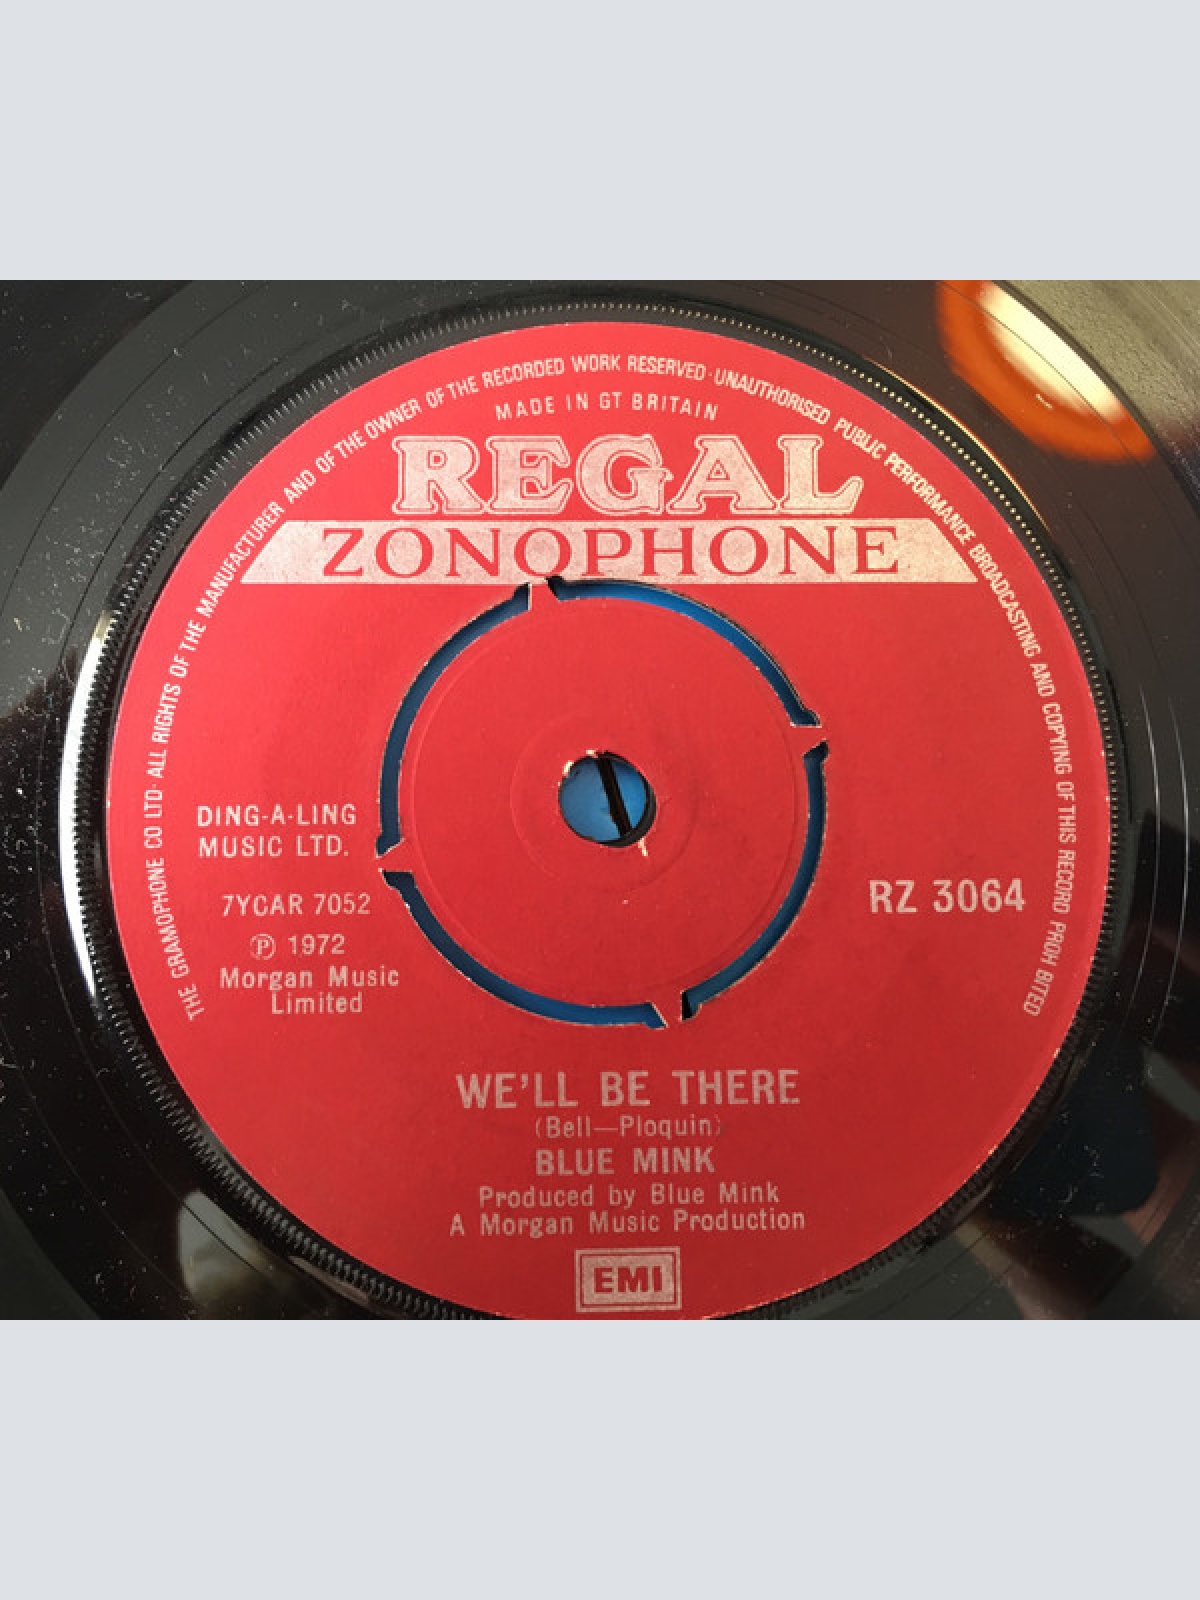 THE GRAMOPHONE CO LTD· ALL RIGHTS OF THE MANUFACTURER AND OF THE OWNER OF THE RECORDED WORK RESERVED · UNAUTHORISED PUBLIC PERFORMANCE BROADCASTING AND COPYING OF THIS RECORD PROH BITED
MADE IN GT BRITAIN
REGAL
ZONOPHONE
DING-A-LING
MUSIC LTD.
7YCAR 7052
℗ 1972
Morgan Music
Limited
RZ 3064
WE'LL BE THERE
(Bell—Ploquin)
BLUE MINK
Produced by Blue Mink
A Morgan Music Production
EMI